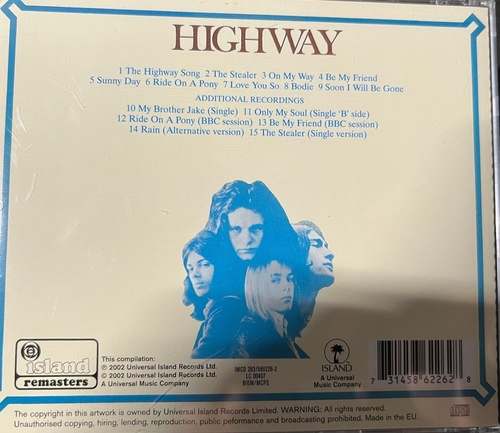 HIGHWAY
1 The Highway Song 2 The Stealer 3 On My Way 4 Be My Friend
5 Sunny Day 6 Ride On A Pony 7 Love You So 8 Bodie 9 Soon I Will Be Gone
ADDITIONAL RECORDINGS
10 My Brother Jake (Single) 11 Only My Soul (Single 'B' side)
12 Ride On A Pony (BBC session) 13 Be My Friend (BBC session)
14 Rain (Alternative version) 15 The Stealer (Single version)
island
remasters
This compilation:
℗ 2002 Universal Island Records Ltd.
© 2002 Universal Island Records Ltd.
A Universal Music Company
LC 00407
BIEM/MCPS
ISLAND
A Universal
Music Company
7 31458 62262 8
The copyright in this artwork is owned by Universal Island Records Limited. WARNING: All Rights Reserved.
Unauthorised copying, hiring, lending, reproduction, public peformance and broadcasting prohibited. Made in the EU.